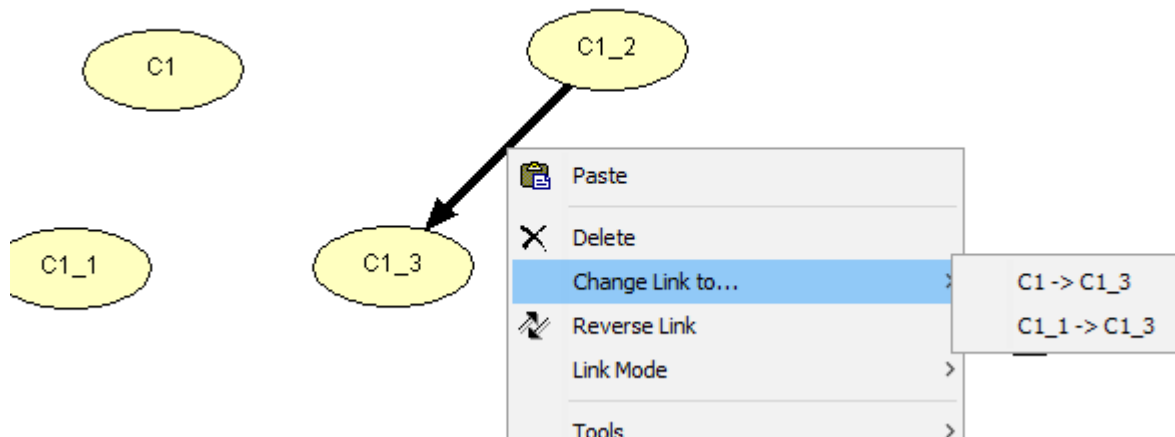 C1
C1_2
C1_1
C1_3
Paste
Delete
Change Link to...
Reverse Link
Link Mode
Tools
C1 -> C1_3
C1_1 -> C1_3